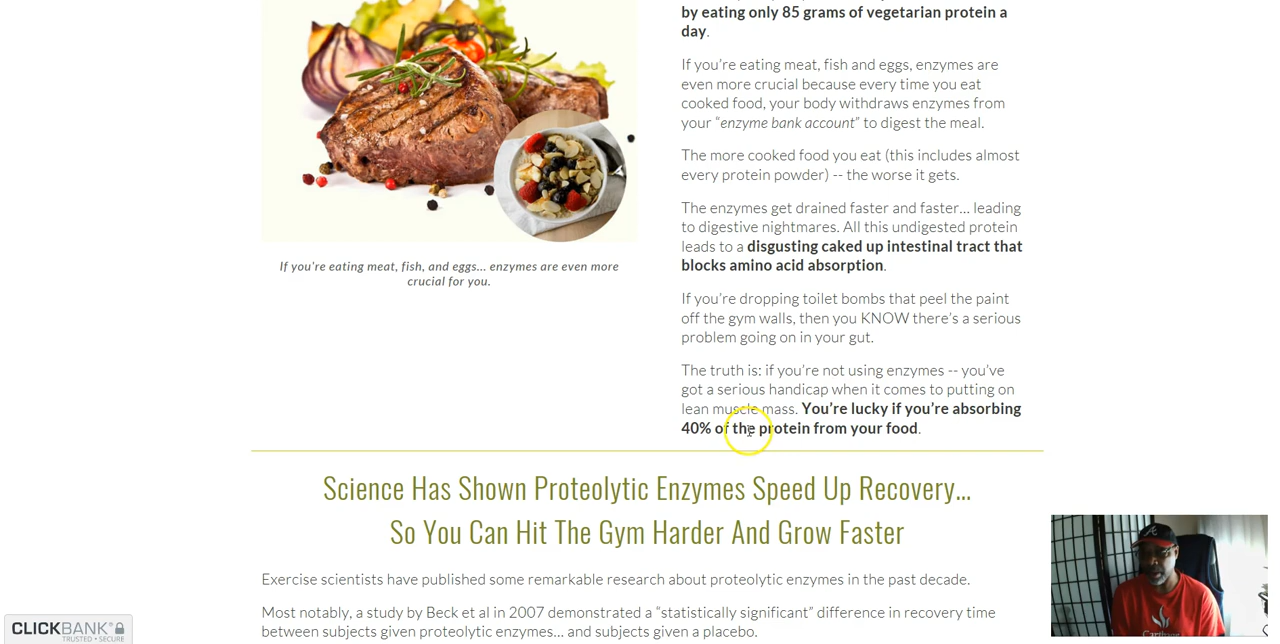 by eating only 85 grams of vegetarian protein a
day.
If you’re eating meat, fish and eggs, enzymes are
even more crucial because every time you eat
cooked food, your body withdraws enzymes from
your “enzyme bank account” to digest the meal.
The more cooked food you eat (this includes almost
every protein powder) -- the worse it gets.
The enzymes get drained faster and faster... leading
to digestive nightmares. All this undigested protein
leads to a disgusting caked up intestinal tract that
blocks amino acid absorption.
If you're eating meat, fish, and eggs... enzymes are even more
crucial for you.
If you’re dropping toilet bombs that peel the paint
off the gym walls, then you KNOW there’s a serious
problem going on in your gut.
The truth is: if you’re not using enzymes -- you’ve
got a serious handicap when it comes to putting on
lean muscle mass. You’re lucky if you’re absorbing
40% of the protein from your food.
Science Has Shown Proteolytic Enzymes Speed Up Recovery...
So You Can Hit The Gym Harder And Grow Faster
Exercise scientists have published some remarkable research about proteolytic enzymes in the past decade.
Most notably, a study by Beck et al in 2007 demonstrated a “statistically significant” difference in recovery time
between subjects given proteolytic enzymes... and subjects given a placebo.
CLICKBANK®
TRUSTED • SECURE